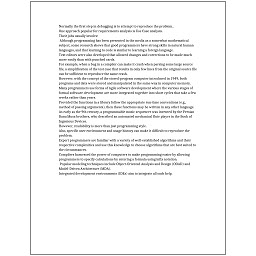 Normally the first step in debugging is to attempt to reproduce the problem.
One approach popular for requirements analysis is Use Case analysis.
These jobs usually involve:
Although programming has been presented in the media as a somewhat mathematical
subject, some research shows that good programmers have strong skills in natural human
languages, and that learning to code is similar to learning a foreign language.
Text editors were also developed that allowed changes and corrections to be made much
more easily than with punched cards.
For example, when a bug in a compiler can make it crash when parsing some large source
file, a simplification of the test case that results in only few lines from the original source file
can be sufficient to reproduce the same crash.
However, with the concept of the stored-program computer introduced in 1949, both
programs and data were stored and manipulated in the same way in computer memory.
Many programmers use forms of Agile software development where the various stages of
formal software development are more integrated together into short cycles that take a few
weeks rather than years.
Provided the functions in a library follow the appropriate run-time conventions (e.g.,
method of passing arguments), then these functions may be written in any other language.
As early as the 9th century, a programmable music sequencer was invented by the Persian
Banu Musa brothers, who described an automated mechanical flute player in the Book of
Ingenious Devices.
However, readability is more than just programming style.
Also, specific user environment and usage history can make it difficult to reproduce the
problem.
Expert programmers are familiar with a variety of well-established algorithms and their
respective complexities and use this knowledge to choose algorithms that are best suited to
the circumstances.
Compilers harnessed the power of computers to make programming easier by allowing
programmers to specify calculations by entering a formula using infix notation.
Popular modeling techniques include Object-Oriented Analysis and Design (OOAD) and
Model-Driven Architecture (MDA).
Integrated development environments (IDEs) aim to integrate all such help.